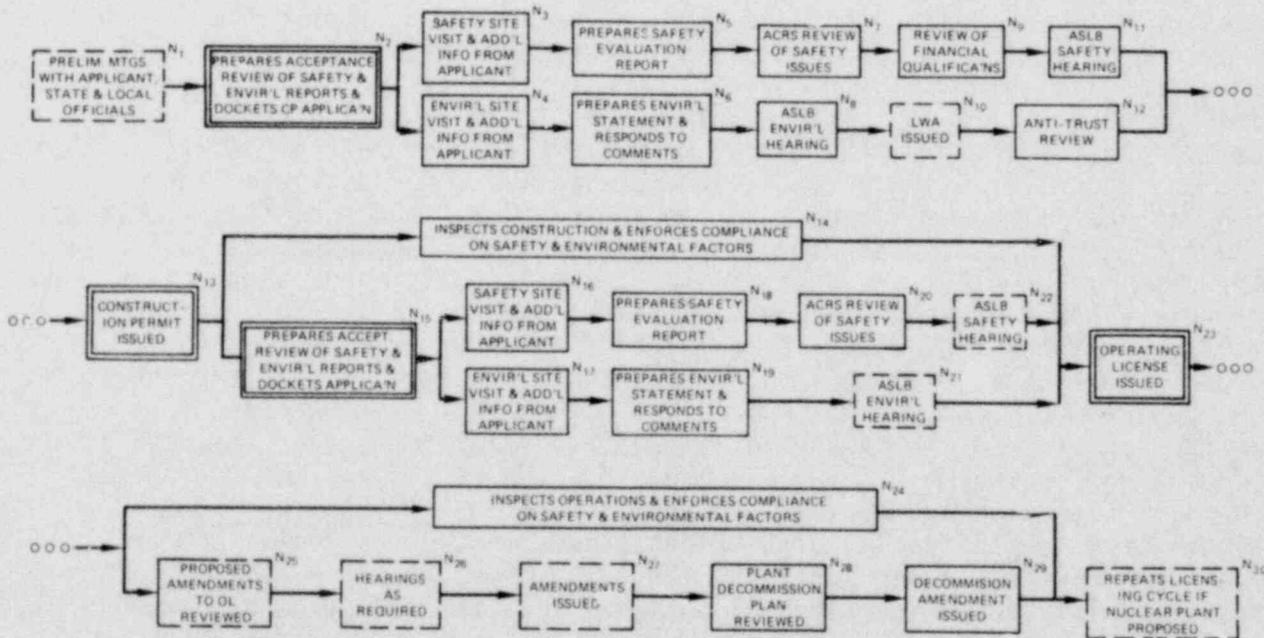 N1
PRELIM. MTGS
WITH APPLICANT,
STATE & LOCAL
OFFICIALS
N2
PREPARES ACCEPTANCE
REVIEW OF SAFETY &
ENVIR'L REPORTS &
DOCKETS CP APPLICA'N
N3
SAFETY SITE
VISIT & ADD'L
INFO FROM
APPLICANT
N5
PREPARES SAFETY
EVALUATION
REPORT
N7
ACRS REVIEW
OF SAFETY
ISSUES
N9
REVIEW OF
FINANCIAL
QUALIFICA'NS
N11
ASLB
SAFETY
HEARING
N4
ENVIR'L SITE
VISIT & ADD'L
INFO FROM
APPLICANT
N6
PREPARES ENVIR'L
STATEMENT &
RESPONDS TO
COMMENTS
N8
ASLB
ENVIR'L
HEARING
N10
LWA
ISSUED
N12
ANTI-TRUST
REVIEW
N14
INSPECTS CONSTRUCTION & ENFORCES COMPLIANCE
ON SAFETY & ENVIRONMENTAL FACTORS
N13
CONSTRUCT-
ION PERMIT
ISSUED
N15
PREPARES ACCEPT.
REVIEW OF SAFETY &
ENVIR'L REPORTS &
DOCKETS APPLICA'N
N16
SAFETY SITE
VISIT & ADD'L
INFO FROM
APPLICANT
N18
PREPARES SAFETY
EVALUATION
REPORT
N20
ACRS REVIEW
OF SAFETY
ISSUES
N22
ASLB
SAFETY
HEARING
N17
ENVIR'L SITE
VISIT & ADD'L
INFO FROM
APPLICANT
N19
PREPARES ENVIR'L
STATEMENT &
RESPONDS TO
COMMENTS
N21
ASLB
ENVIR'L
HEARING
N23
OPERATING
LICENSE
ISSUED
N24
INSPECTS OPERATIONS & ENFORCES COMPLIANCE
ON SAFETY & ENVIRONMENTAL FACTORS
N25
PROPOSED
AMENDMENTS
TO OL
REVIEWED
N26
HEARINGS
AS
REQUIRED
N27
AMENDMENTS
ISSUED
N28
PLANT
DECOMMISSION
PLAN
REVIEWED
N29
DECOMMISION
AMENDMENT
ISSUED
N30
REPEATS LICENS-
ING CYCLE IF
NUCLEAR PLANT
PROPOSED